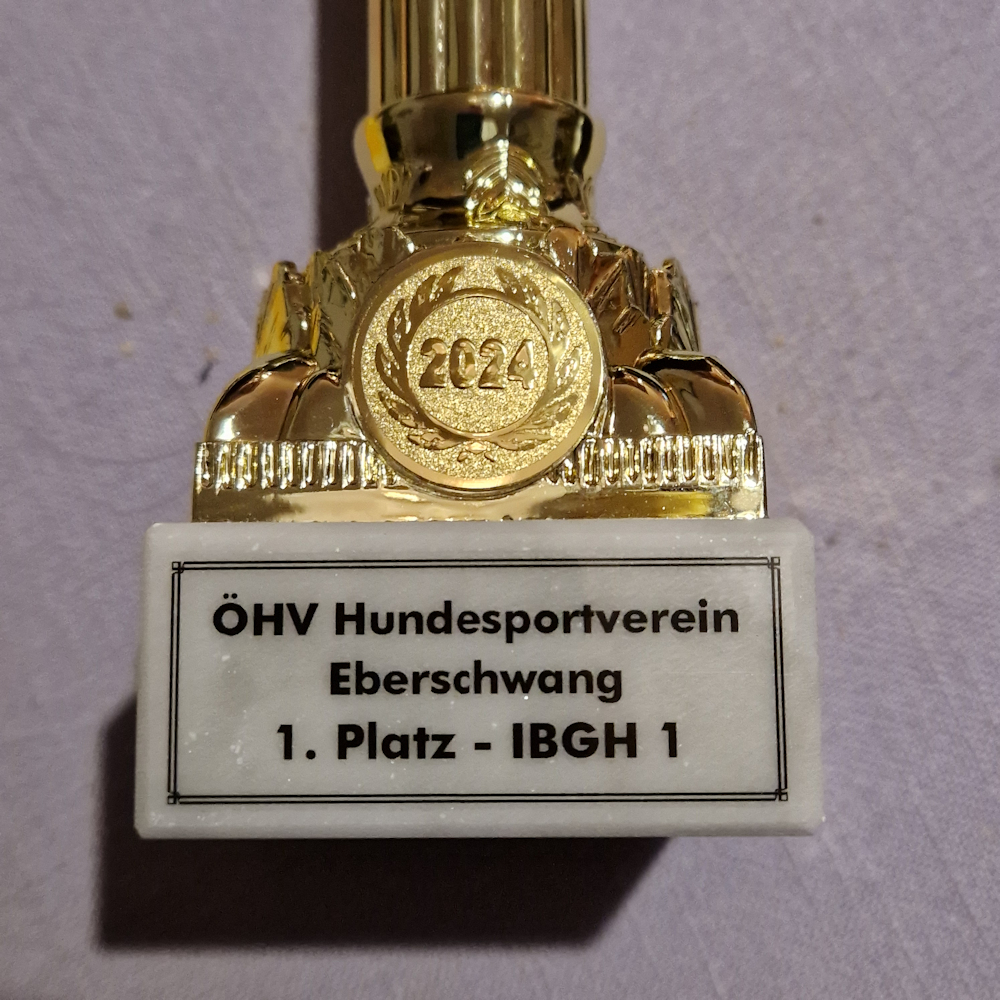 2024
ÖHV Hundesportverein
Eberschwang
1. Platz - IBGH 1